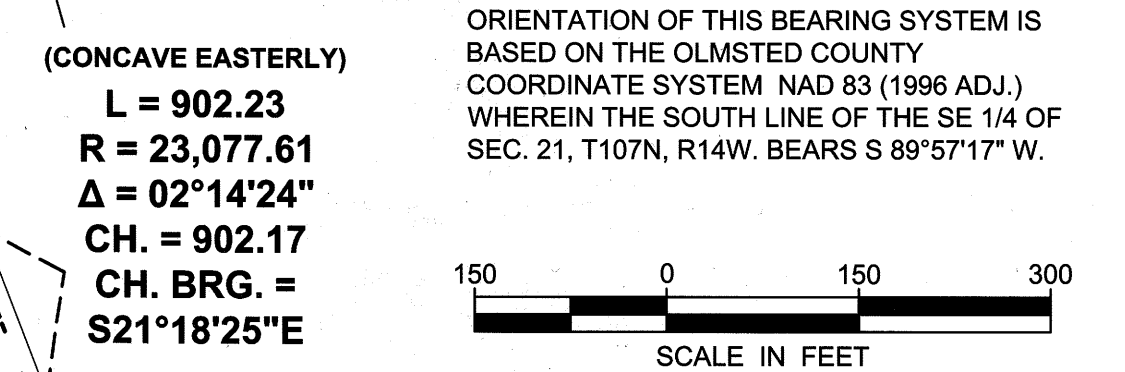 (CONCAVE EASTERLY)
L = 902.23
R = 23,077.61
Δ = 02°14'24"
CH. = 902.17
CH. BRG. =
S21°18'25"E
ORIENTATION OF THIS BEARING SYSTEM IS
BASED ON THE OLMSTED COUNTY
COORDINATE SYSTEM NAD 83 (1996 ADJ.)
WHEREIN THE SOUTH LINE OF THE SE 1/4 OF
SEC. 21, T107N, R14W. BEARS S 89°57'17" W.
150 0 150 300
SCALE IN FEET